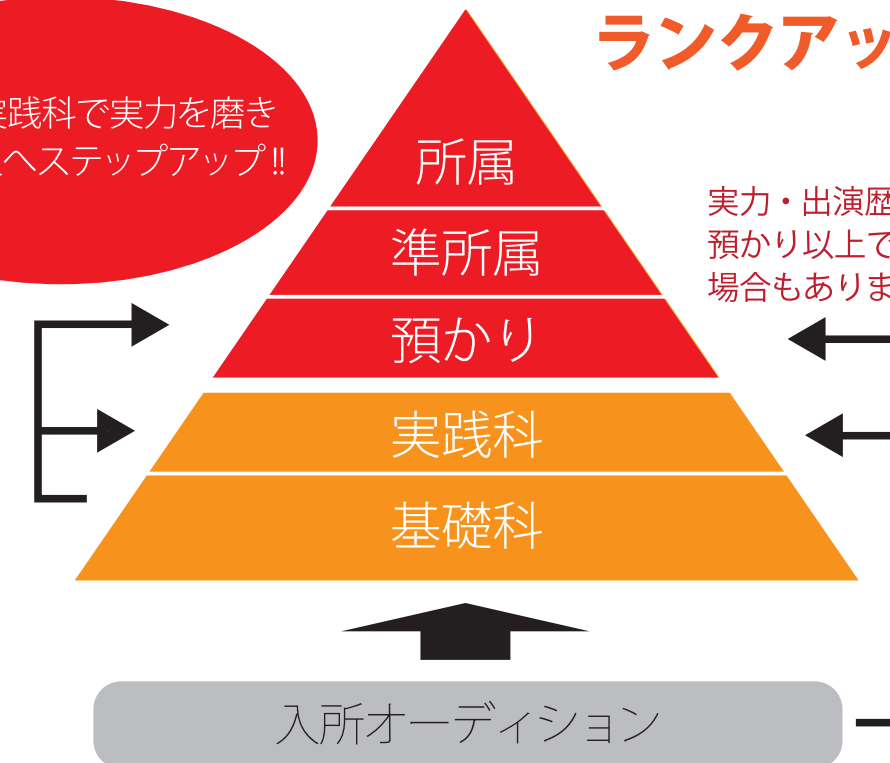 ランクアッ
実践科で実力を磨き
へステップアップ!!
所属
実力・出演歴
準所属
預かり以上で
場合もありま
預かり
実践科
基礎科
入所オーディション